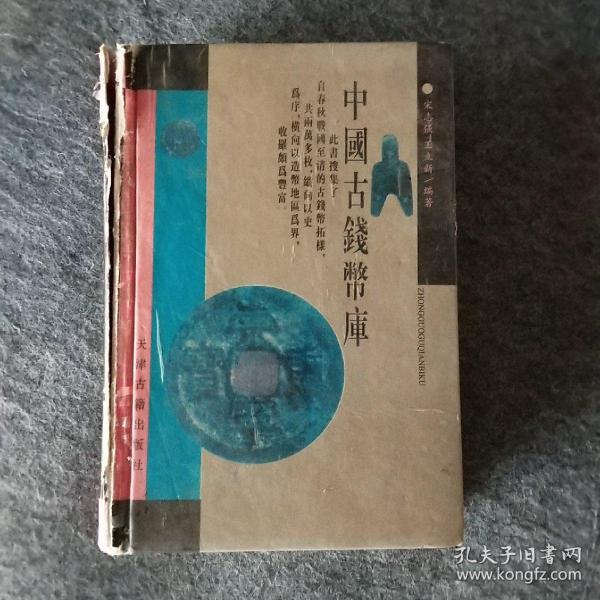 宋志强 王立新 编著
中國古錢幣庫
此書搜集了
自春秋戰國至清的古錢幣拓樣，
共兩萬多枚，縱向以史
爲序，橫向以造幣地區爲界，
收羅頗爲豐富。
ZHONGGUOGUQIANBIKU
天津古籍出版社
孔夫子旧書网
www.kongfz.com